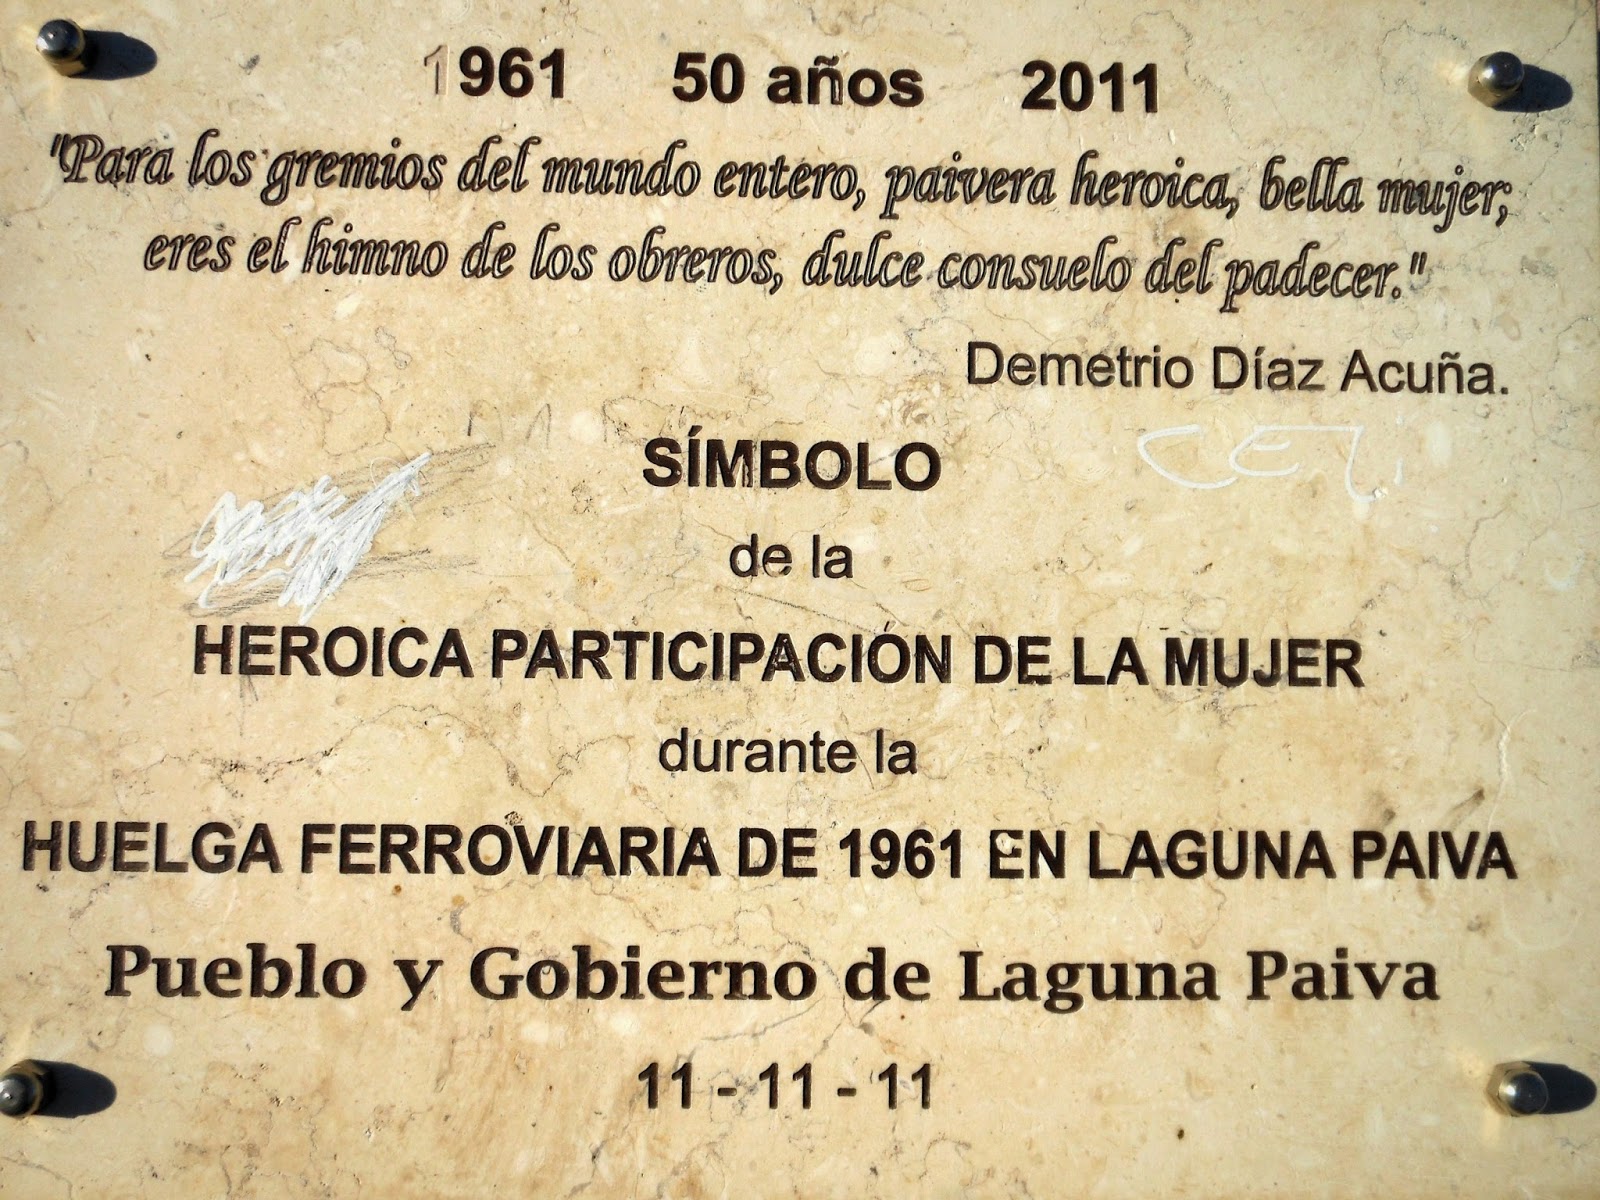 1961 50 años 2011
"Para los gremios del mundo entero, paivera heroica, bella mujer;
eres el himno de los obreros, dulce consuelo del padecer."
Demetrio Díaz Acuña.
SÍMBOLO
de la
HEROICA PARTICIPACIÓN DE LA MUJER
durante la
HUELGA FERROVIARIA DE 1961 EN LAGUNA PAIVA
Pueblo y Gobierno de Laguna Paiva
11 - 11 - 11